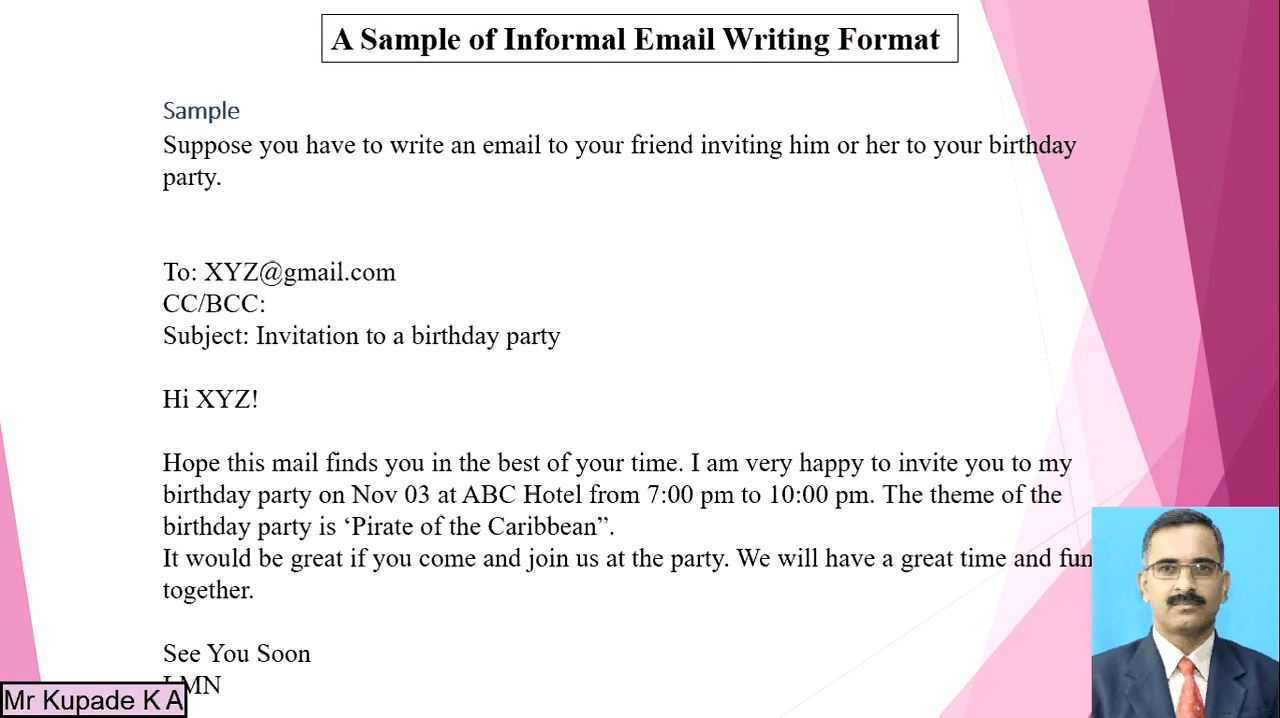 A Sample of Informal Email Writing Format
Sample
Suppose you have to write an email to your friend inviting him or her to your birthday
party.
To: XYZ@gmail.com
CC/BCC:
Subject: Invitation to a birthday party
Hi XYZ!
Hope this mail finds you in the best of your time. I am very happy to invite you to my
birthday party on Nov 03 at ABC Hotel from 7:00 pm to 10:00 pm. The theme of the
birthday party is ‘Pirate of the Caribbean”.
It would be great if you come and join us at the party. We will have a great time and fun
together.
See You Soon
LMN
Mr Kupade K A